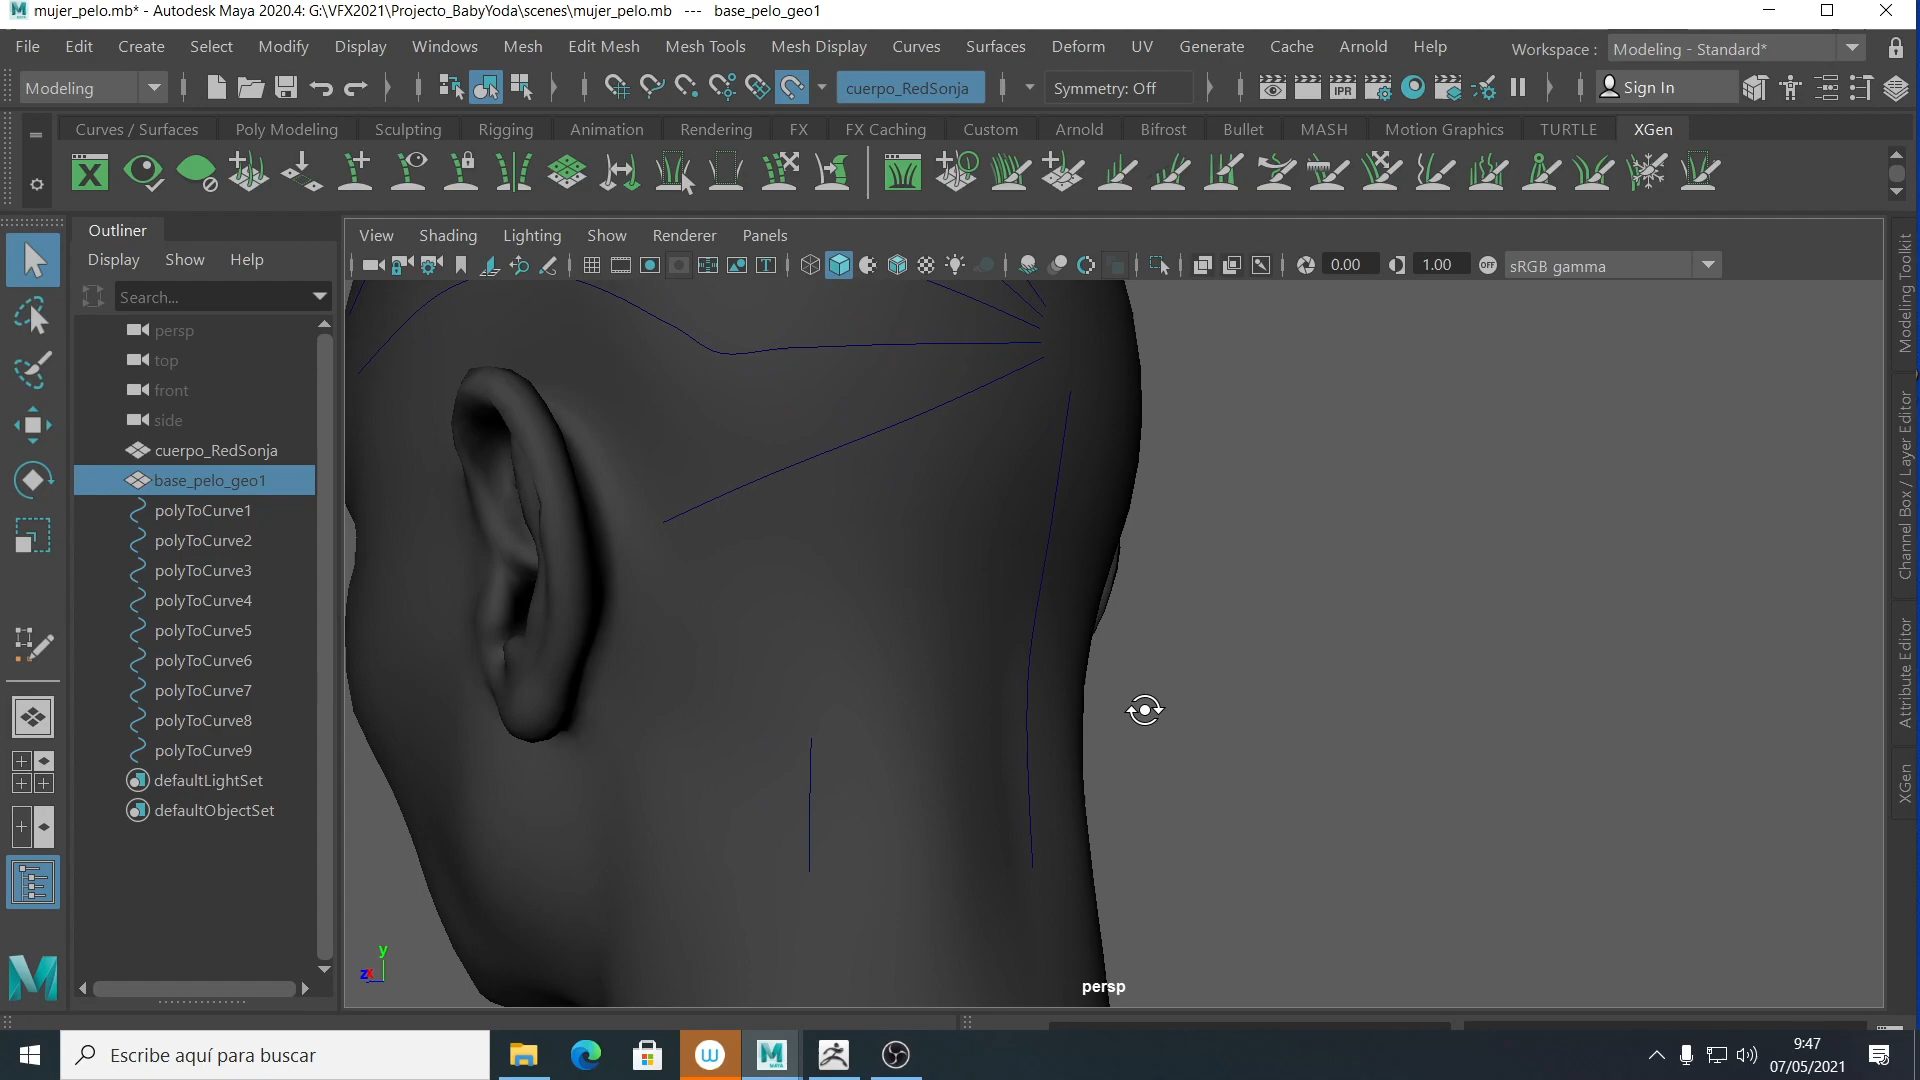 mujer_pelo.mb* - Autodesk Maya 2020.4: G:\VFX2021\Projecto_BabyYoda\scenes\mujer_pelo.mb --- base_pelo_geo1
File Edit Create Select Modify Display Windows Mesh Edit Mesh Mesh Tools Mesh Display Curves Surfaces Deform UV Generate Cache Arnold Help Workspace : Modeling - Standard*
Modeling cuerpo_RedSonja Symmetry: Off IPR Sign In
Curves / Surfaces Poly Modeling Sculpting Rigging Animation Rendering FX FX Caching Custom Arnold Bifrost Bullet MASH Motion Graphics TURTLE XGen
Outliner
Display Show Help
Search...
persp
top
front
side
cuerpo_RedSonja
base_pelo_geo1
polyToCurve1
polyToCurve2
polyToCurve3
polyToCurve4
polyToCurve5
polyToCurve6
polyToCurve7
polyToCurve8
polyToCurve9
defaultLightSet
defaultObjectSet
View Shading Lighting Show Renderer Panels
0.00 1.00 OFF sRGB gamma
y
zx
persp
Modeling Toolkit
Channel Box / Layer Editor
Attribute Editor
XGen
Escribe aquí para buscar
9:47
07/05/2021